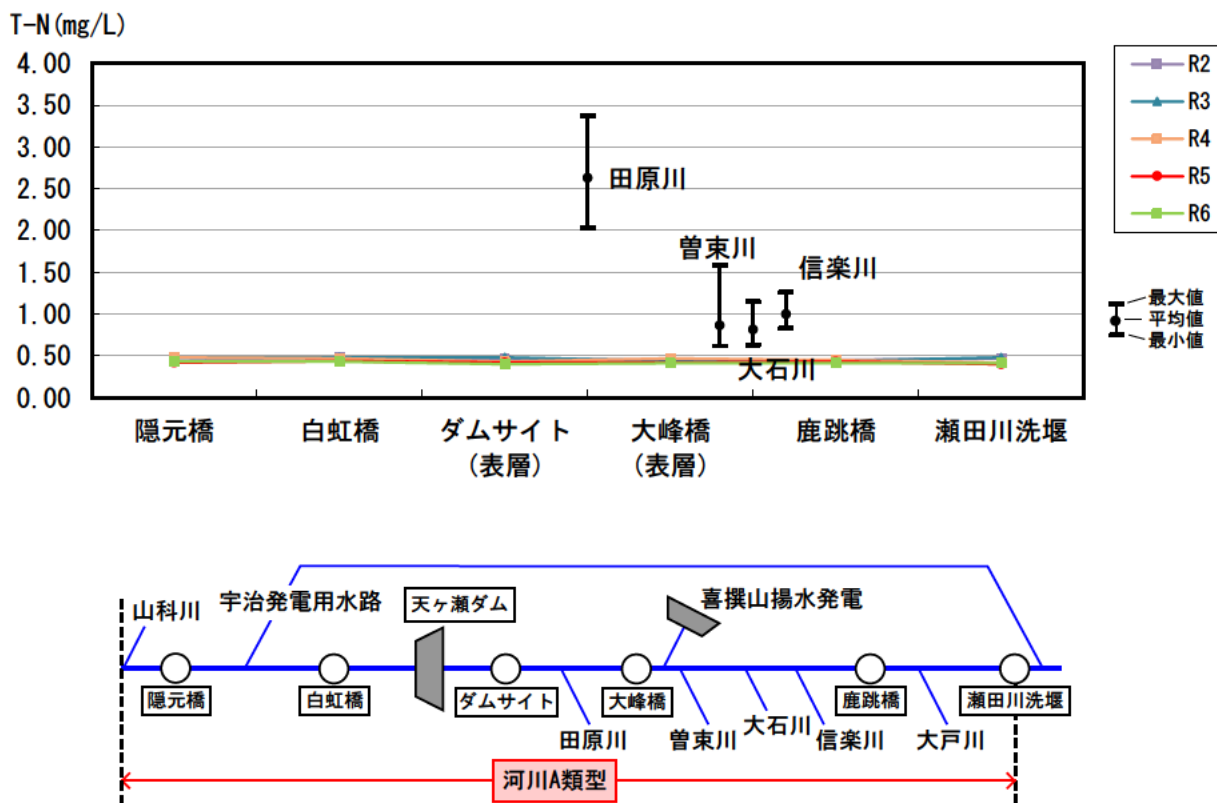 T-N(mg/L)
4.00
3.50
3.00
2.50
2.00
1.50
1.00
0.50
0.00
田原川
曽束川
信楽川
大石川
R2
R3
R4
R5
R6
最大値
平均値
最小値
隠元橋
白虹橋
ダムサイト
(表層)
大峰橋
(表層)
鹿跳橋
瀬田川洗堰
山科川
宇治発電用水路
天ヶ瀬ダム
喜撰山揚水発電
隠元橋
白虹橋
ダムサイト
大峰橋
鹿跳橋
瀬田川洗堰
田原川
曽束川
大石川
信楽川
大戸川
河川A類型